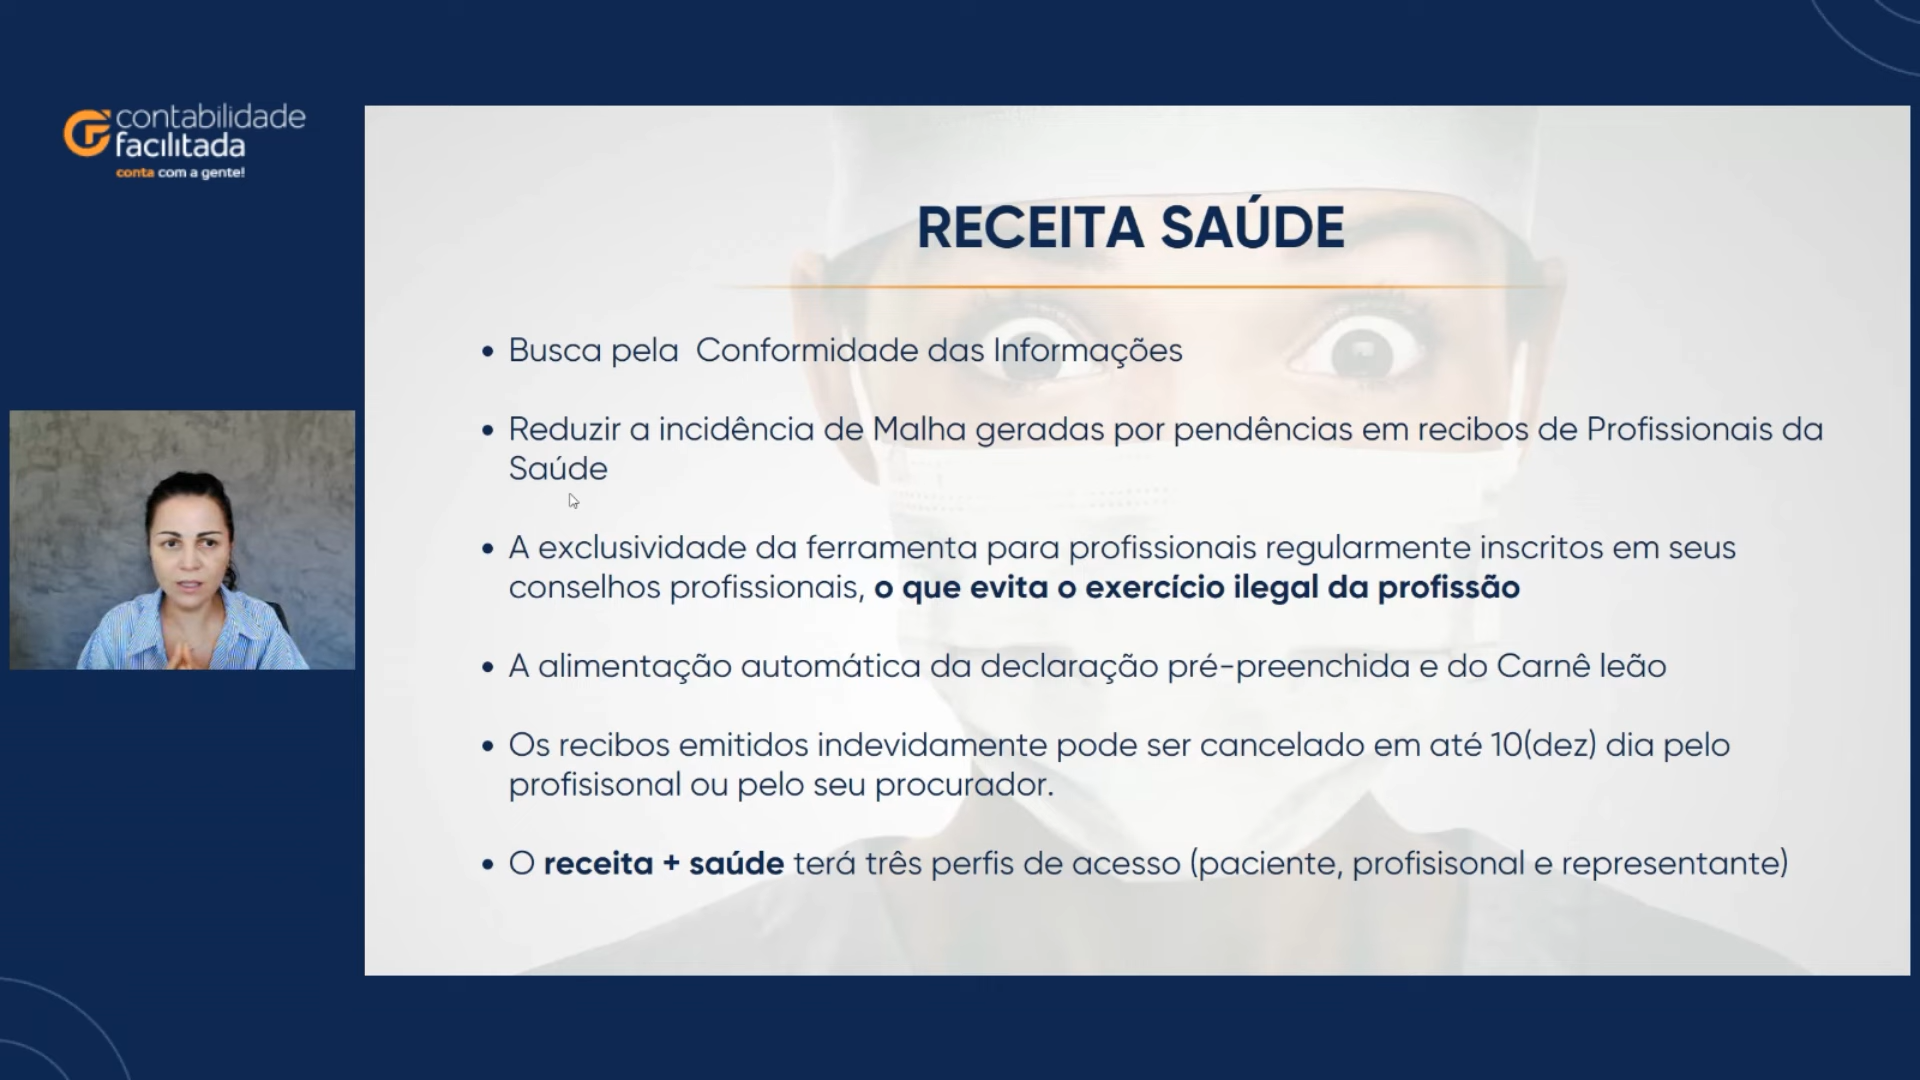 contabilidade
facilitada
conta com a gente!
RECEITA SAÚDE
• Busca pela  Conformidade das Informações
• Reduzir a incidência de Malha geradas por pendências em recibos de Profissionais da
Saúde
• A exclusividade da ferramenta para profissionais regularmente inscritos em seus
conselhos profissionais, o que evita o exercício ilegal da profissão
• A alimentação automática da declaração pré-preenchida e do Carnê leão
• Os recibos emitidos indevidamente pode ser cancelado em até 10(dez) dia pelo
profisisonal ou pelo seu procurador.
• O receita + saúde terá três perfis de acesso (paciente, profisisonal e representante)